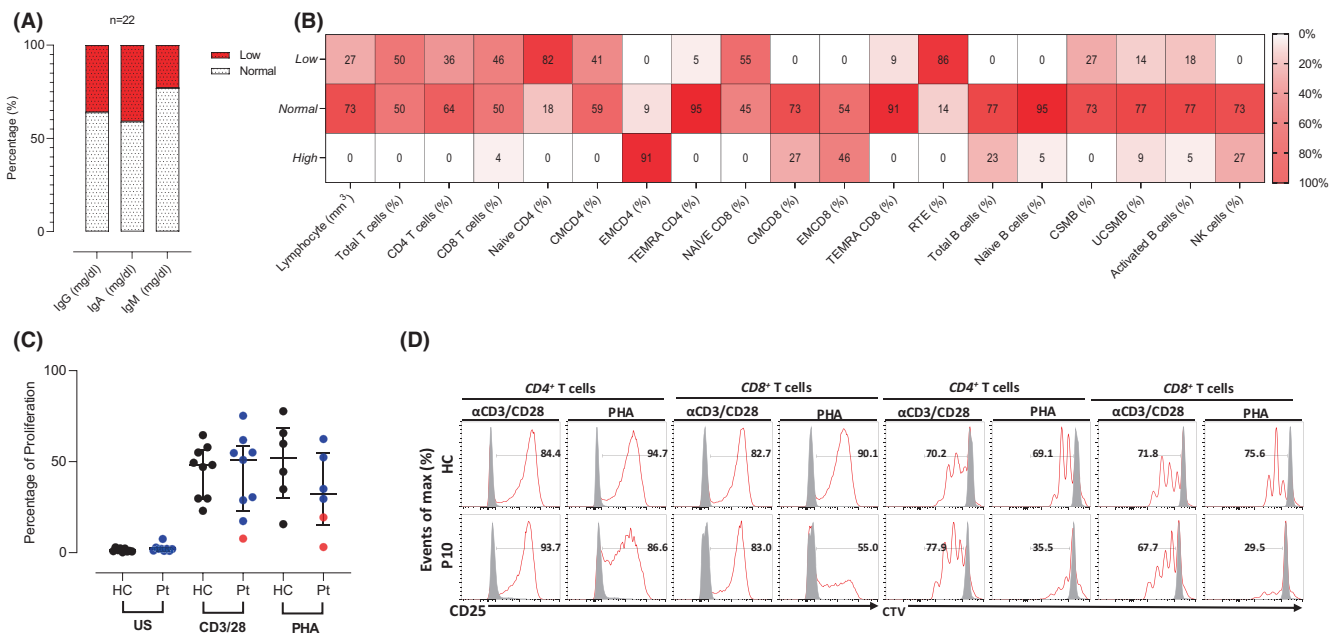 (A)
n=22
Low
Normal
Percentage (%)
100
50
0
IgG (mg/dl)
IgA (mg/dl)
IgM (mg/dl)
(B)
Low 27 50 36 46 82 41 0 5 55 0 0 9 86 0 0 27 14 18 0
Normal 73 50 64 50 18 59 9 95 45 73 54 91 14 77 95 73 77 77 73
High 0 0 0 4 0 0 91 0 0 27 46 0 0 23 5 0 9 5 27
Lymphocyte (mm³)
Total T cells (%)
CD4 T cells (%)
CD8 T cells (%)
Naive CD4 (%)
CMCD4 (%)
EMCD4 (%)
TEMRA CD4 (%)
NAÏVE CD8 (%)
CMCD8 (%)
EMCD8 (%)
TEMRA CD8 (%)
RTE (%)
Total B cells (%)
Naive B cells (%)
CSMB (%)
UCSMB (%)
Activated B cells (%)
NK cells (%)
0%
20%
40%
60%
80%
100%
(C)
Percentage of Proliferation
100
50
0
HC Pt HC Pt HC Pt
US CD3/28 PHA
(D)
CD4⁺ T cells CD8⁺ T cells CD4⁺ T cells CD8⁺ T cells
αCD3/CD28 PHA αCD3/CD28 PHA αCD3/CD28 PHA αCD3/CD28 PHA
Events of max (%)
HC
84.4 94.7 82.7 90.1 70.2 69.1 71.8 75.6
P10
93.7 86.6 83.0 55.0 77.9 35.5 67.7 29.5
CD25 CTV